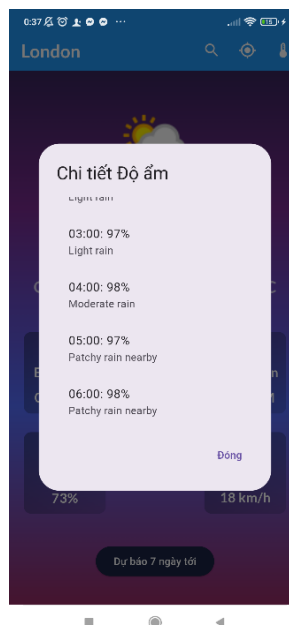 0:37
London
Chi tiết Độ ẩm
Light rain
03:00: 97%
Light rain
04:00: 98%
Moderate rain
05:00: 97%
Patchy rain nearby
06:00: 98%
Patchy rain nearby
Đóng
73%
18 km/h
Dự báo 7 ngày tới